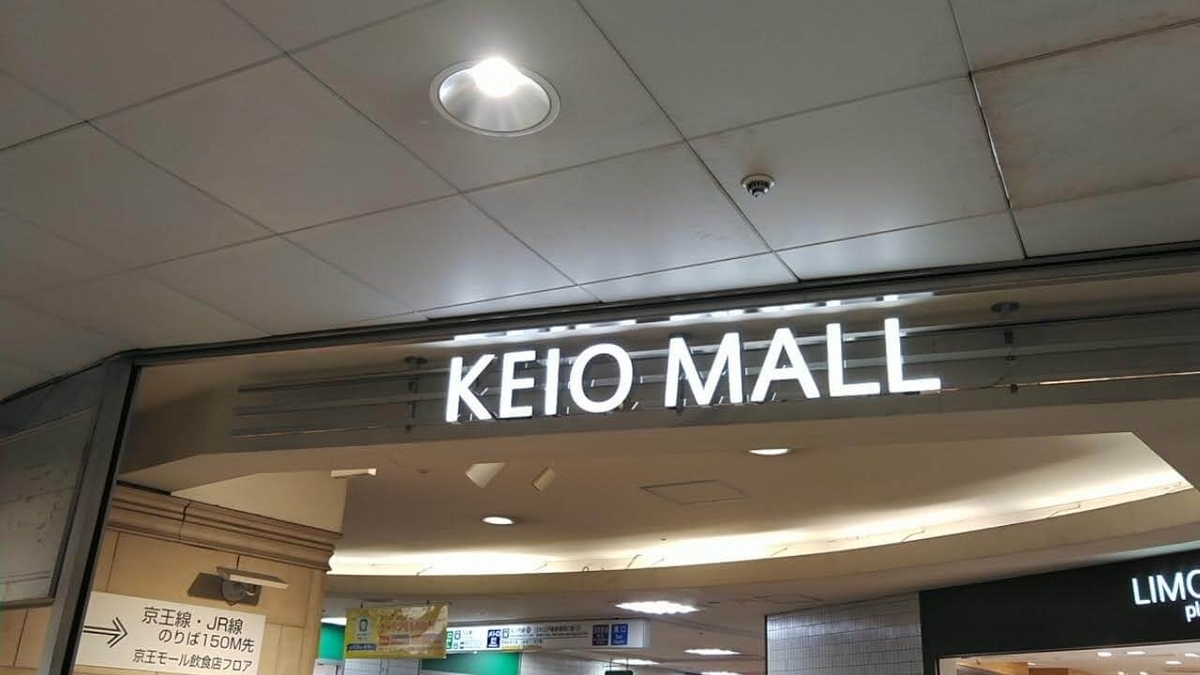 KEIO MALL
LIMO
pl
京王線・JR線
のりば150M先
京王モール飲食店フロア